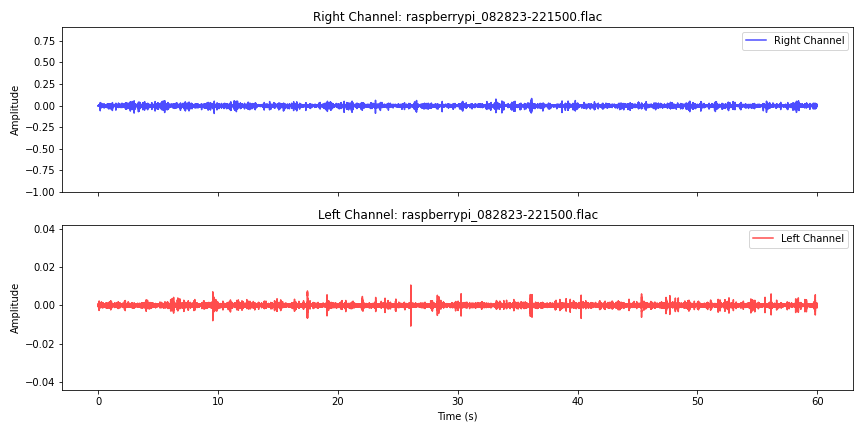 Right Channel: raspberrypi_082823-221500.flac
0.75
0.50
0.25
0.00
−0.25
−0.50
−0.75
−1.00
Amplitude
Right Channel
Left Channel: raspberrypi_082823-221500.flac
0.04
0.02
0.00
−0.02
−0.04
Amplitude
Left Channel
0 10 20 30 40 50 60
Time (s)